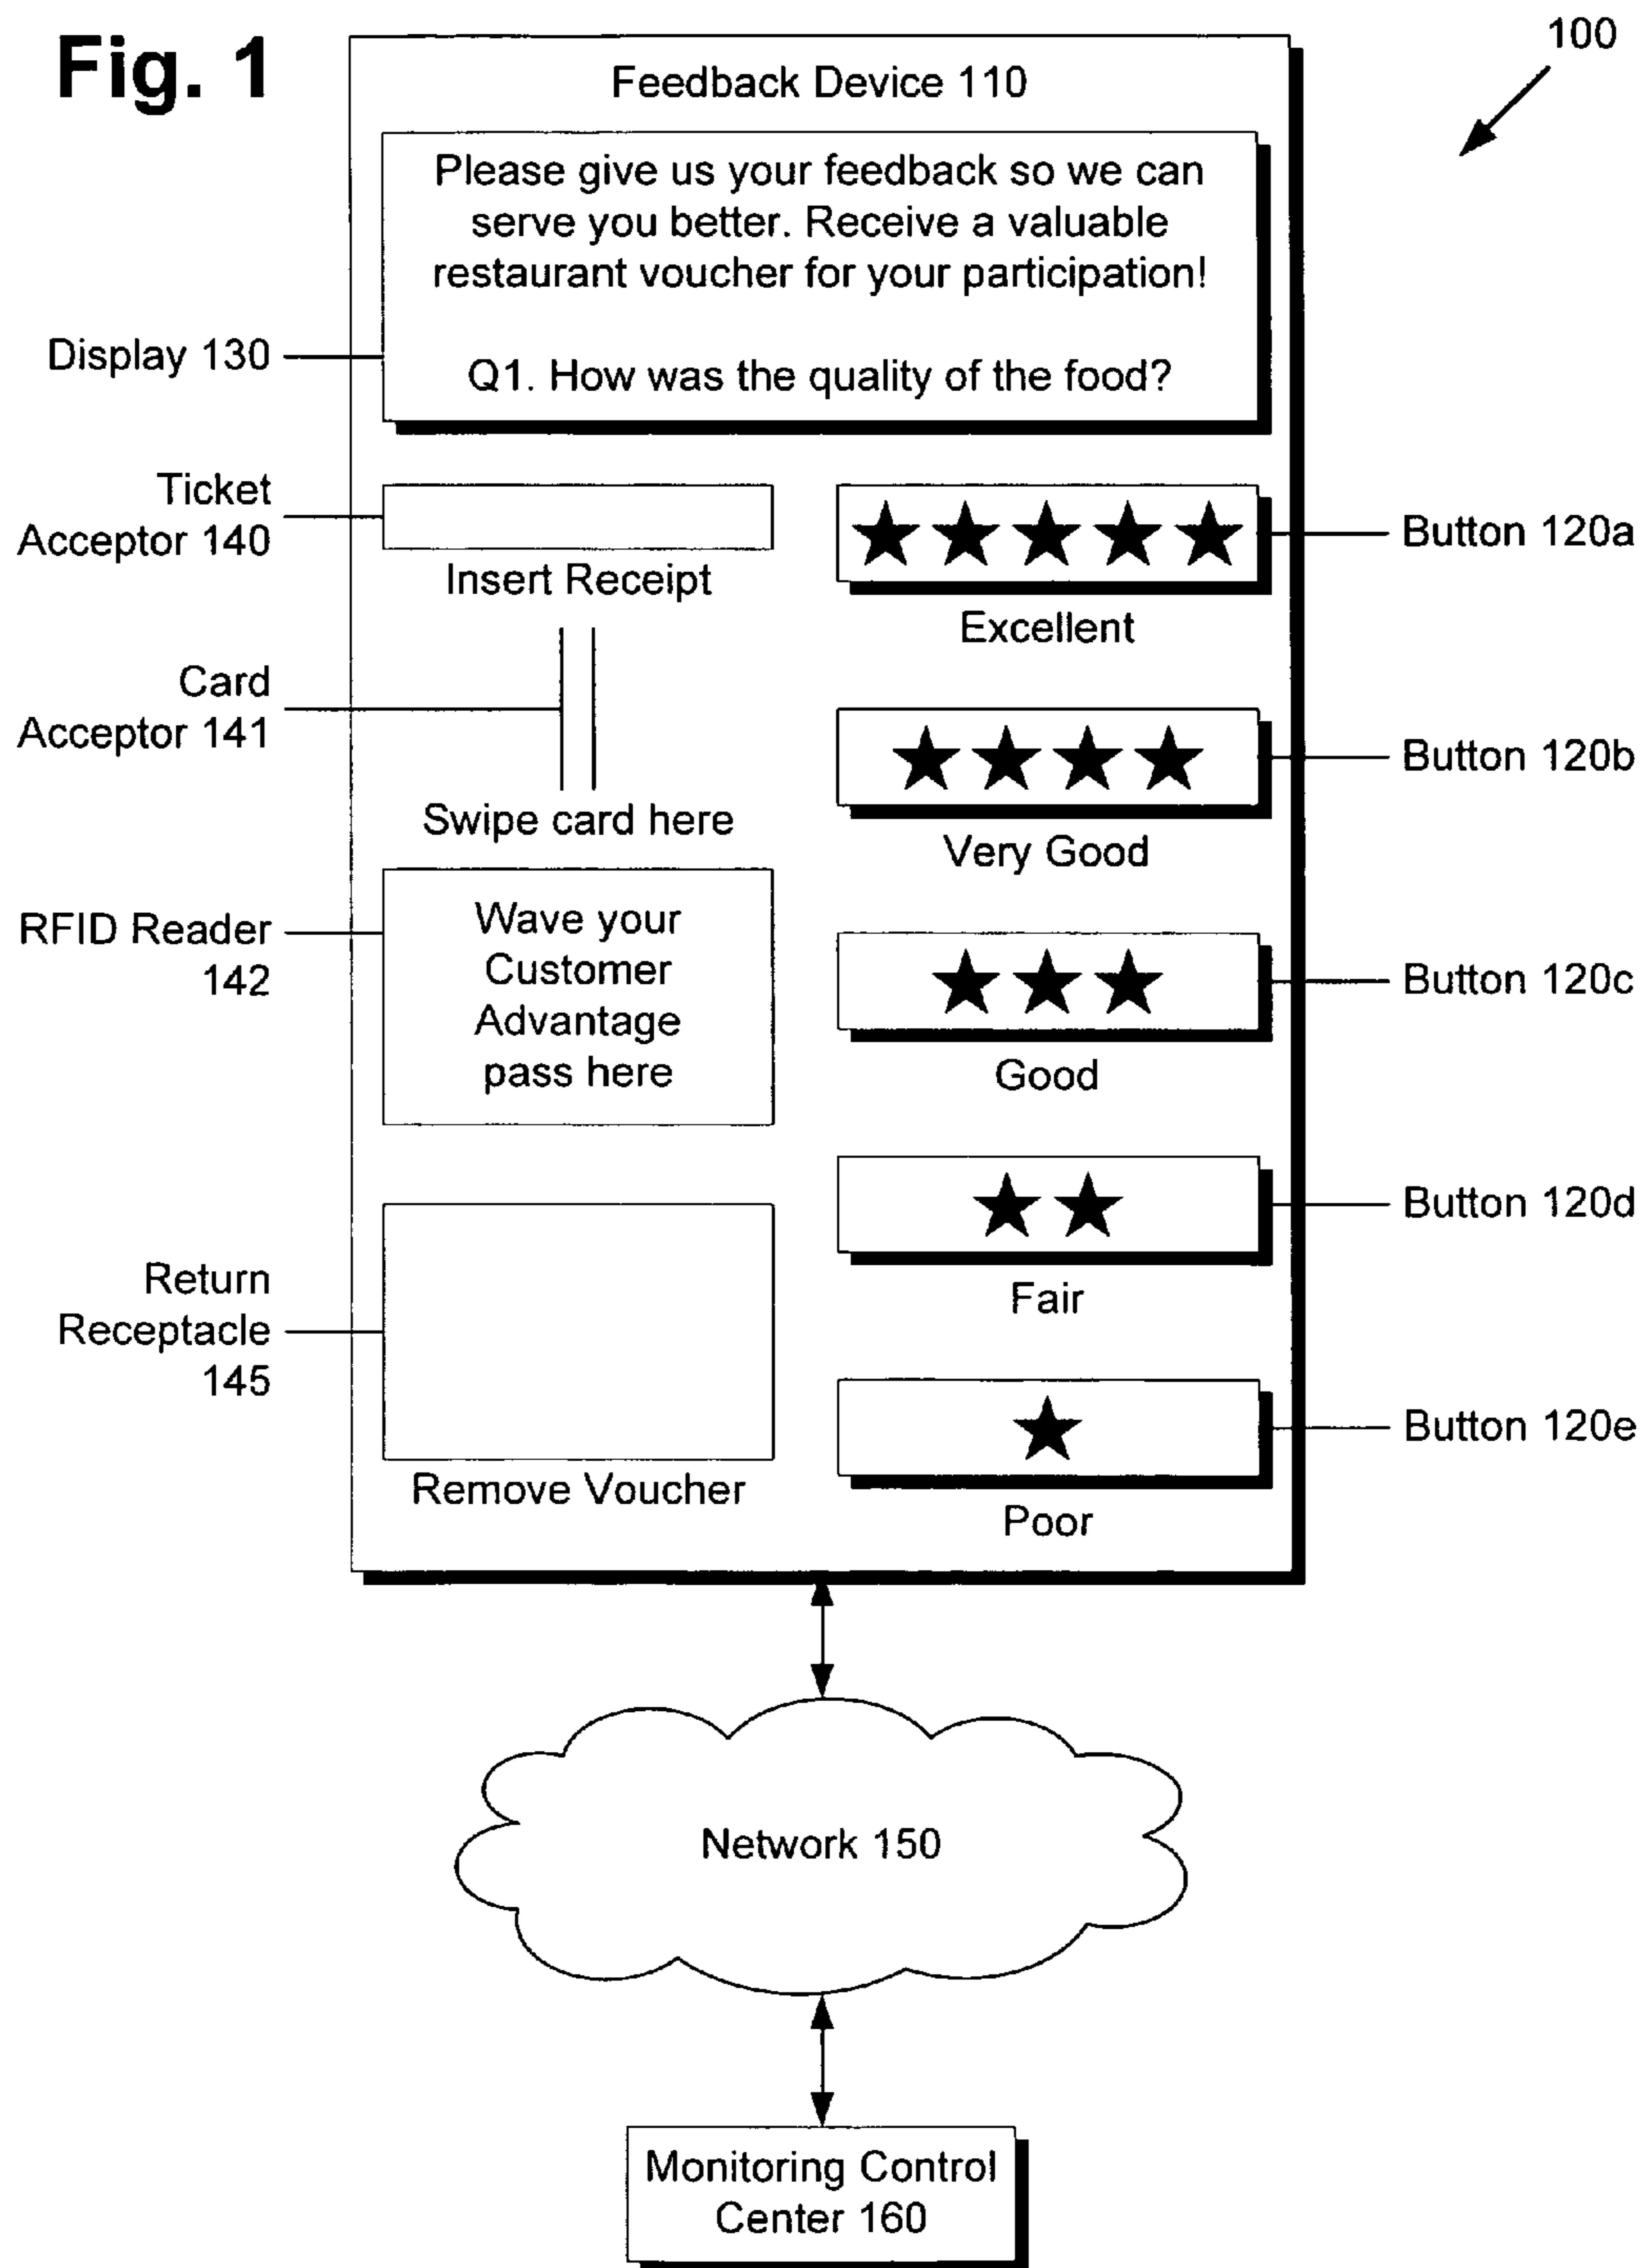 Fig. 1
100
Feedback Device 110
Please give us your feedback so we can
serve you better. Receive a valuable
restaurant voucher for your participation!
Q1. How was the quality of the food?
Display 130
Ticket
Acceptor 140
Insert Receipt
Card
Acceptor 141
Swipe card here
RFID Reader
142
Wave your
Customer
Advantage
pass here
Return
Receptacle
145
Remove Voucher
Button 120a
Excellent
Button 120b
Very Good
Button 120c
Good
Button 120d
Fair
Button 120e
Poor
Network 150
Monitoring Control
Center 160